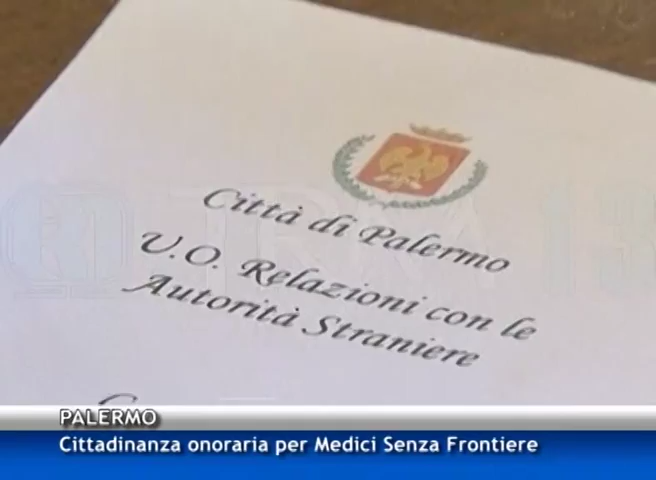 Città di Palermo
U.O. Relazioni con le
Autorità Straniere
PALERMO
Cittadinanza onoraria per Medici Senza Frontiere